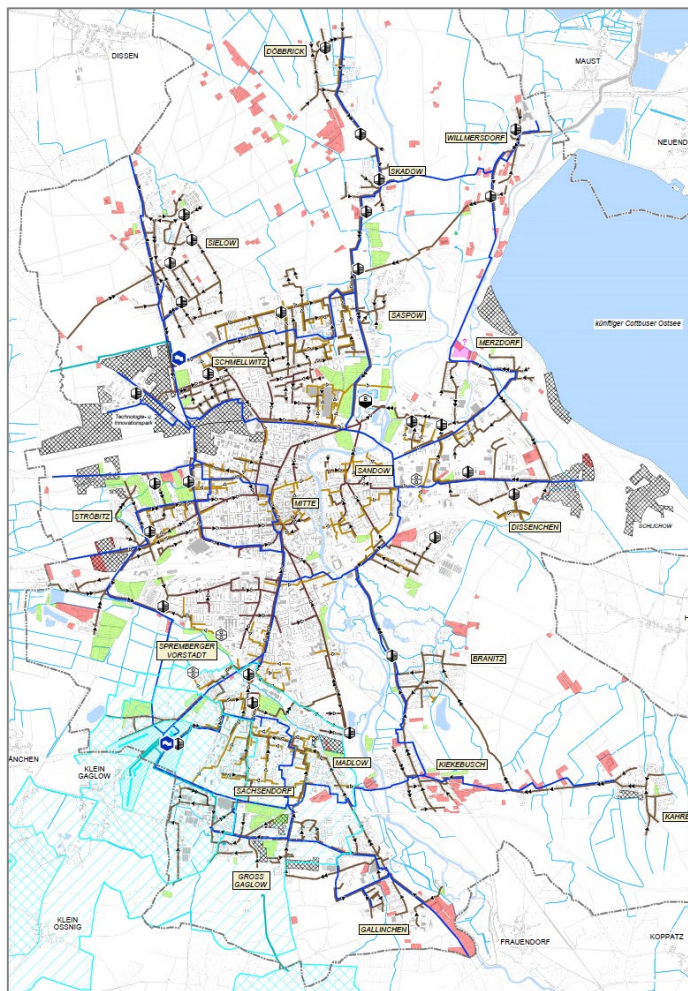 DÖBBRICK
DISSEN
MAUST
WILLMERSDORF
SKADOW
SIELOW
SASPOW
künftiger Cottbuser Ostsee
MERZDORF
SCHMELLWITZ
Technologie- u.
Innovationspark
SANDOW
MITTE
STRÖBITZ
SCHLICHOW
DISSENCHEN
SPREMBERGER
VORSTADT
BRANITZ
MADLOW
KIEKEBUSCH
KLEIN
GAGLOW
SACHSENDORF
GROSS
GAGLOW
KLEIN
OSSNIG
GALLINCHEN
FRAUENDORF
KOPPATZ